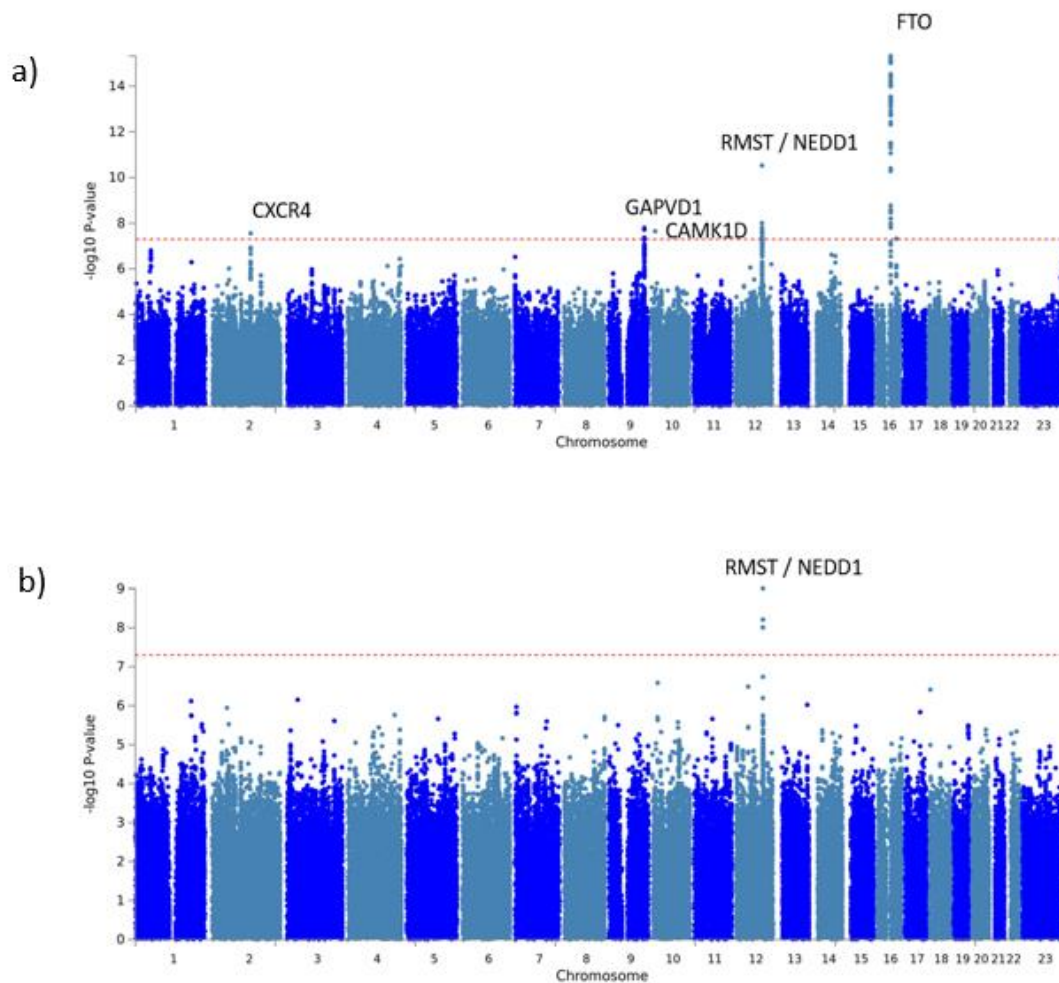 FTO
a)
14
12
RMST / NEDD1
10
CXCR4
GAPVD1
8
CAMK1D
6
4
2
0
-log10 P-value
1 2 3 4 5 6 7 8 9 10 11 12 13 14 15 16 17 18 19 20 21 22 23
Chromosome
b)
RMST / NEDD1
9
8
7
6
5
4
3
2
1
0
-log10 P-value
1 2 3 4 5 6 7 8 9 10 11 12 13 14 15 16 17 18 19 20 21 22 23
Chromosome